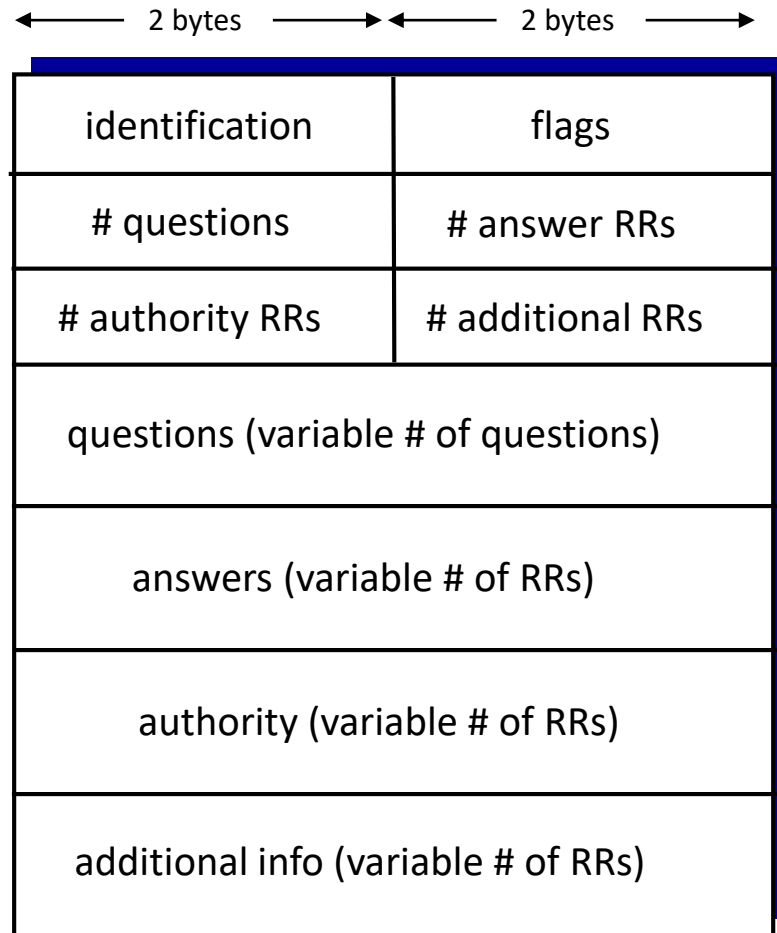 2 bytes 2 bytes
identification flags
# questions # answer RRs
# authority RRs # additional RRs
questions (variable # of questions)
answers (variable # of RRs)
authority (variable # of RRs)
additional info (variable # of RRs)